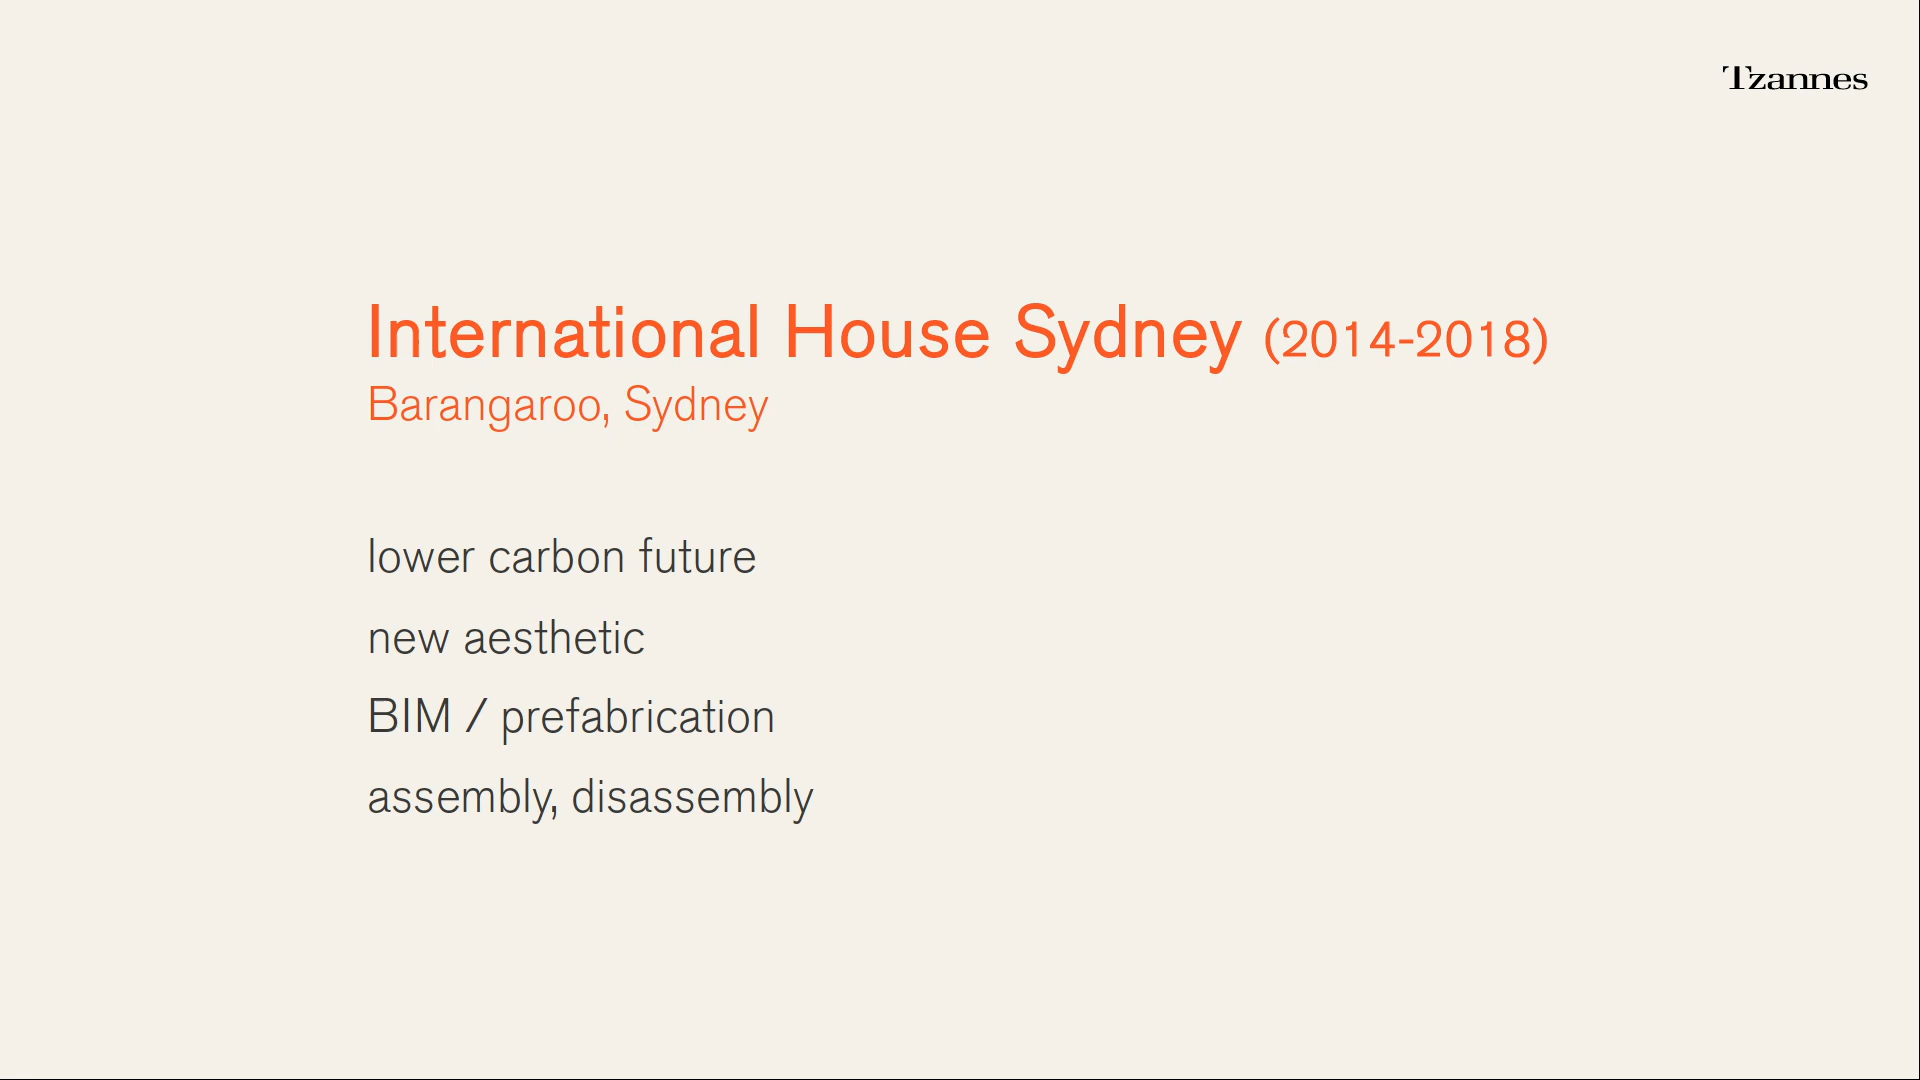 Tzannes
International House Sydney (2014-2018)
Barangaroo, Sydney
lower carbon future
new aesthetic
BIM / prefabrication
assembly, disassembly